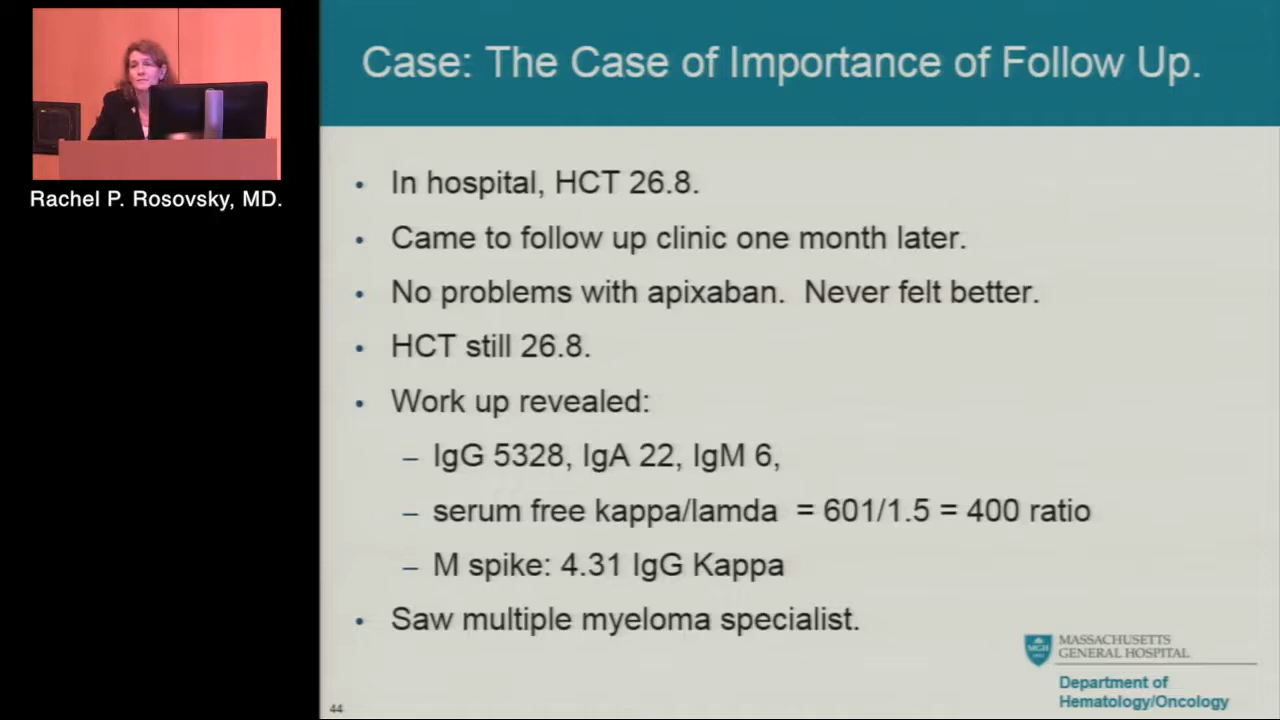 Case: The Case of Importance of Follow Up.
Rachel P. Rosovsky, MD.
• In hospital, HCT 26.8.
• Came to follow up clinic one month later.
• No problems with apixaban. Never felt better.
• HCT still 26.8.
• Work up revealed:
– IgG 5328, IgA 22, IgM 6,
– serum free kappa/lamda = 601/1.5 = 400 ratio
– M spike: 4.31 IgG Kappa
• Saw multiple myeloma specialist.
MGH
MASSACHUSETTS
GENERAL HOSPITAL
Department of
Hematology/Oncology
44